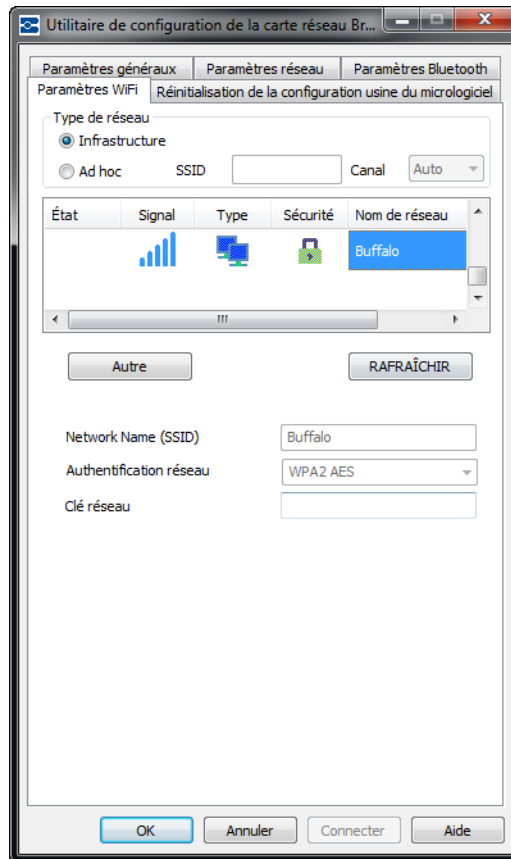 Utilitaire de configuration de la carte réseau Br...
Paramètres généraux Paramètres réseau Paramètres Bluetooth
Paramètres WiFi Réinitialisation de la configuration usine du micrologiciel
Type de réseau
Infrastructure
Ad hoc SSID Canal Auto
État Signal Type Sécurité Nom de réseau
Buffalo
Autre RAFRAÎCHIR
Network Name (SSID) Buffalo
Authentification réseau WPA2 AES
Clé réseau
OK Annuler Connecter Aide